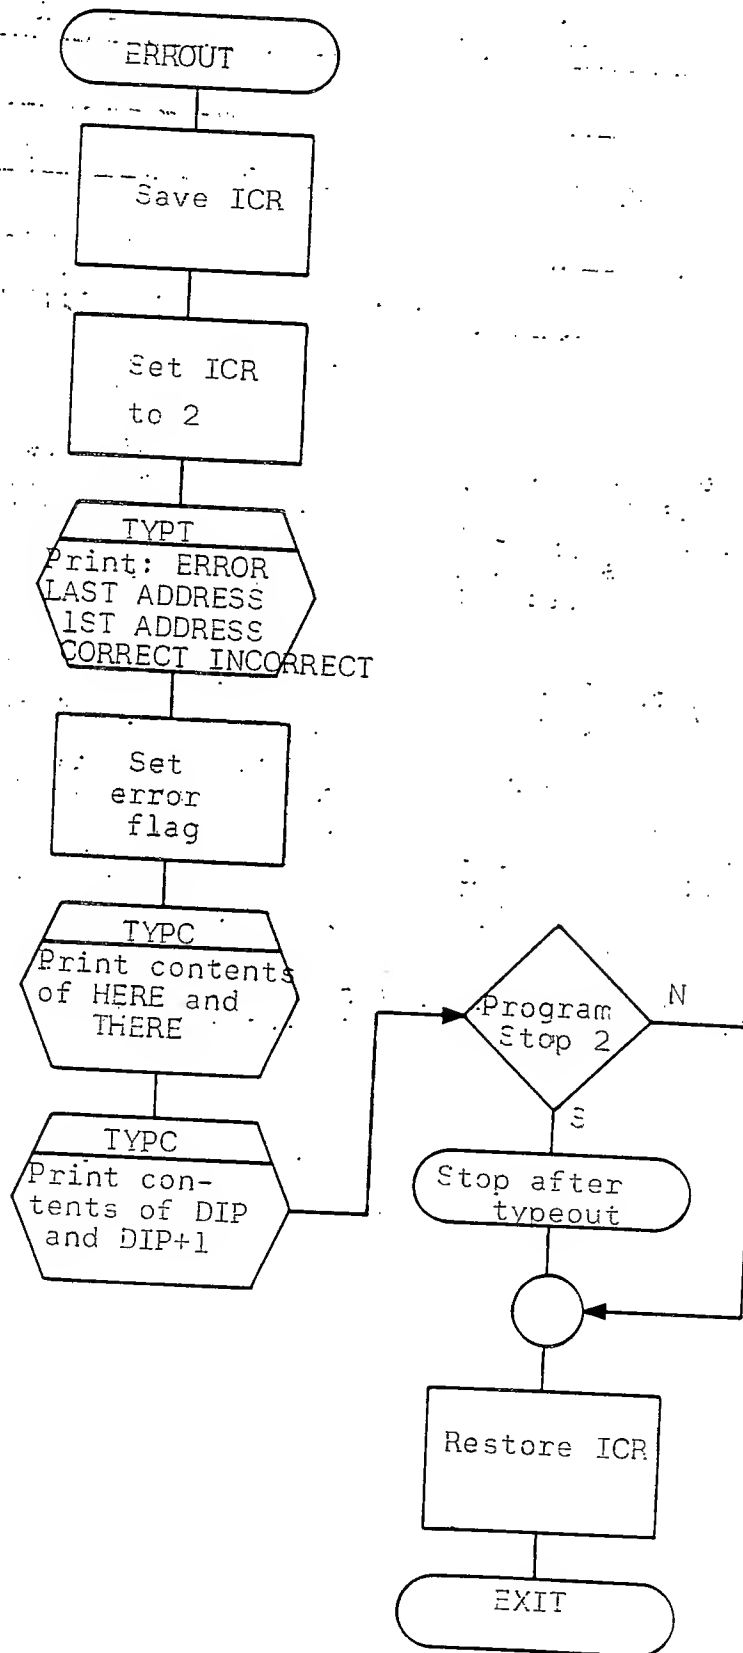 ERROUT
Save ICR
Set ICR
to 2
TYPT
Print: ERROR
LAST ADDRESS
1ST ADDRESS
CORRECT INCORRECT
Set
error
flag
TYPC
Print contents
of HERE and
THERE
TYPC
Print con-
tents of DIP
and DIP+1
Program
Stop 2
N
S
Stop after
typeout
Restore ICR
EXIT